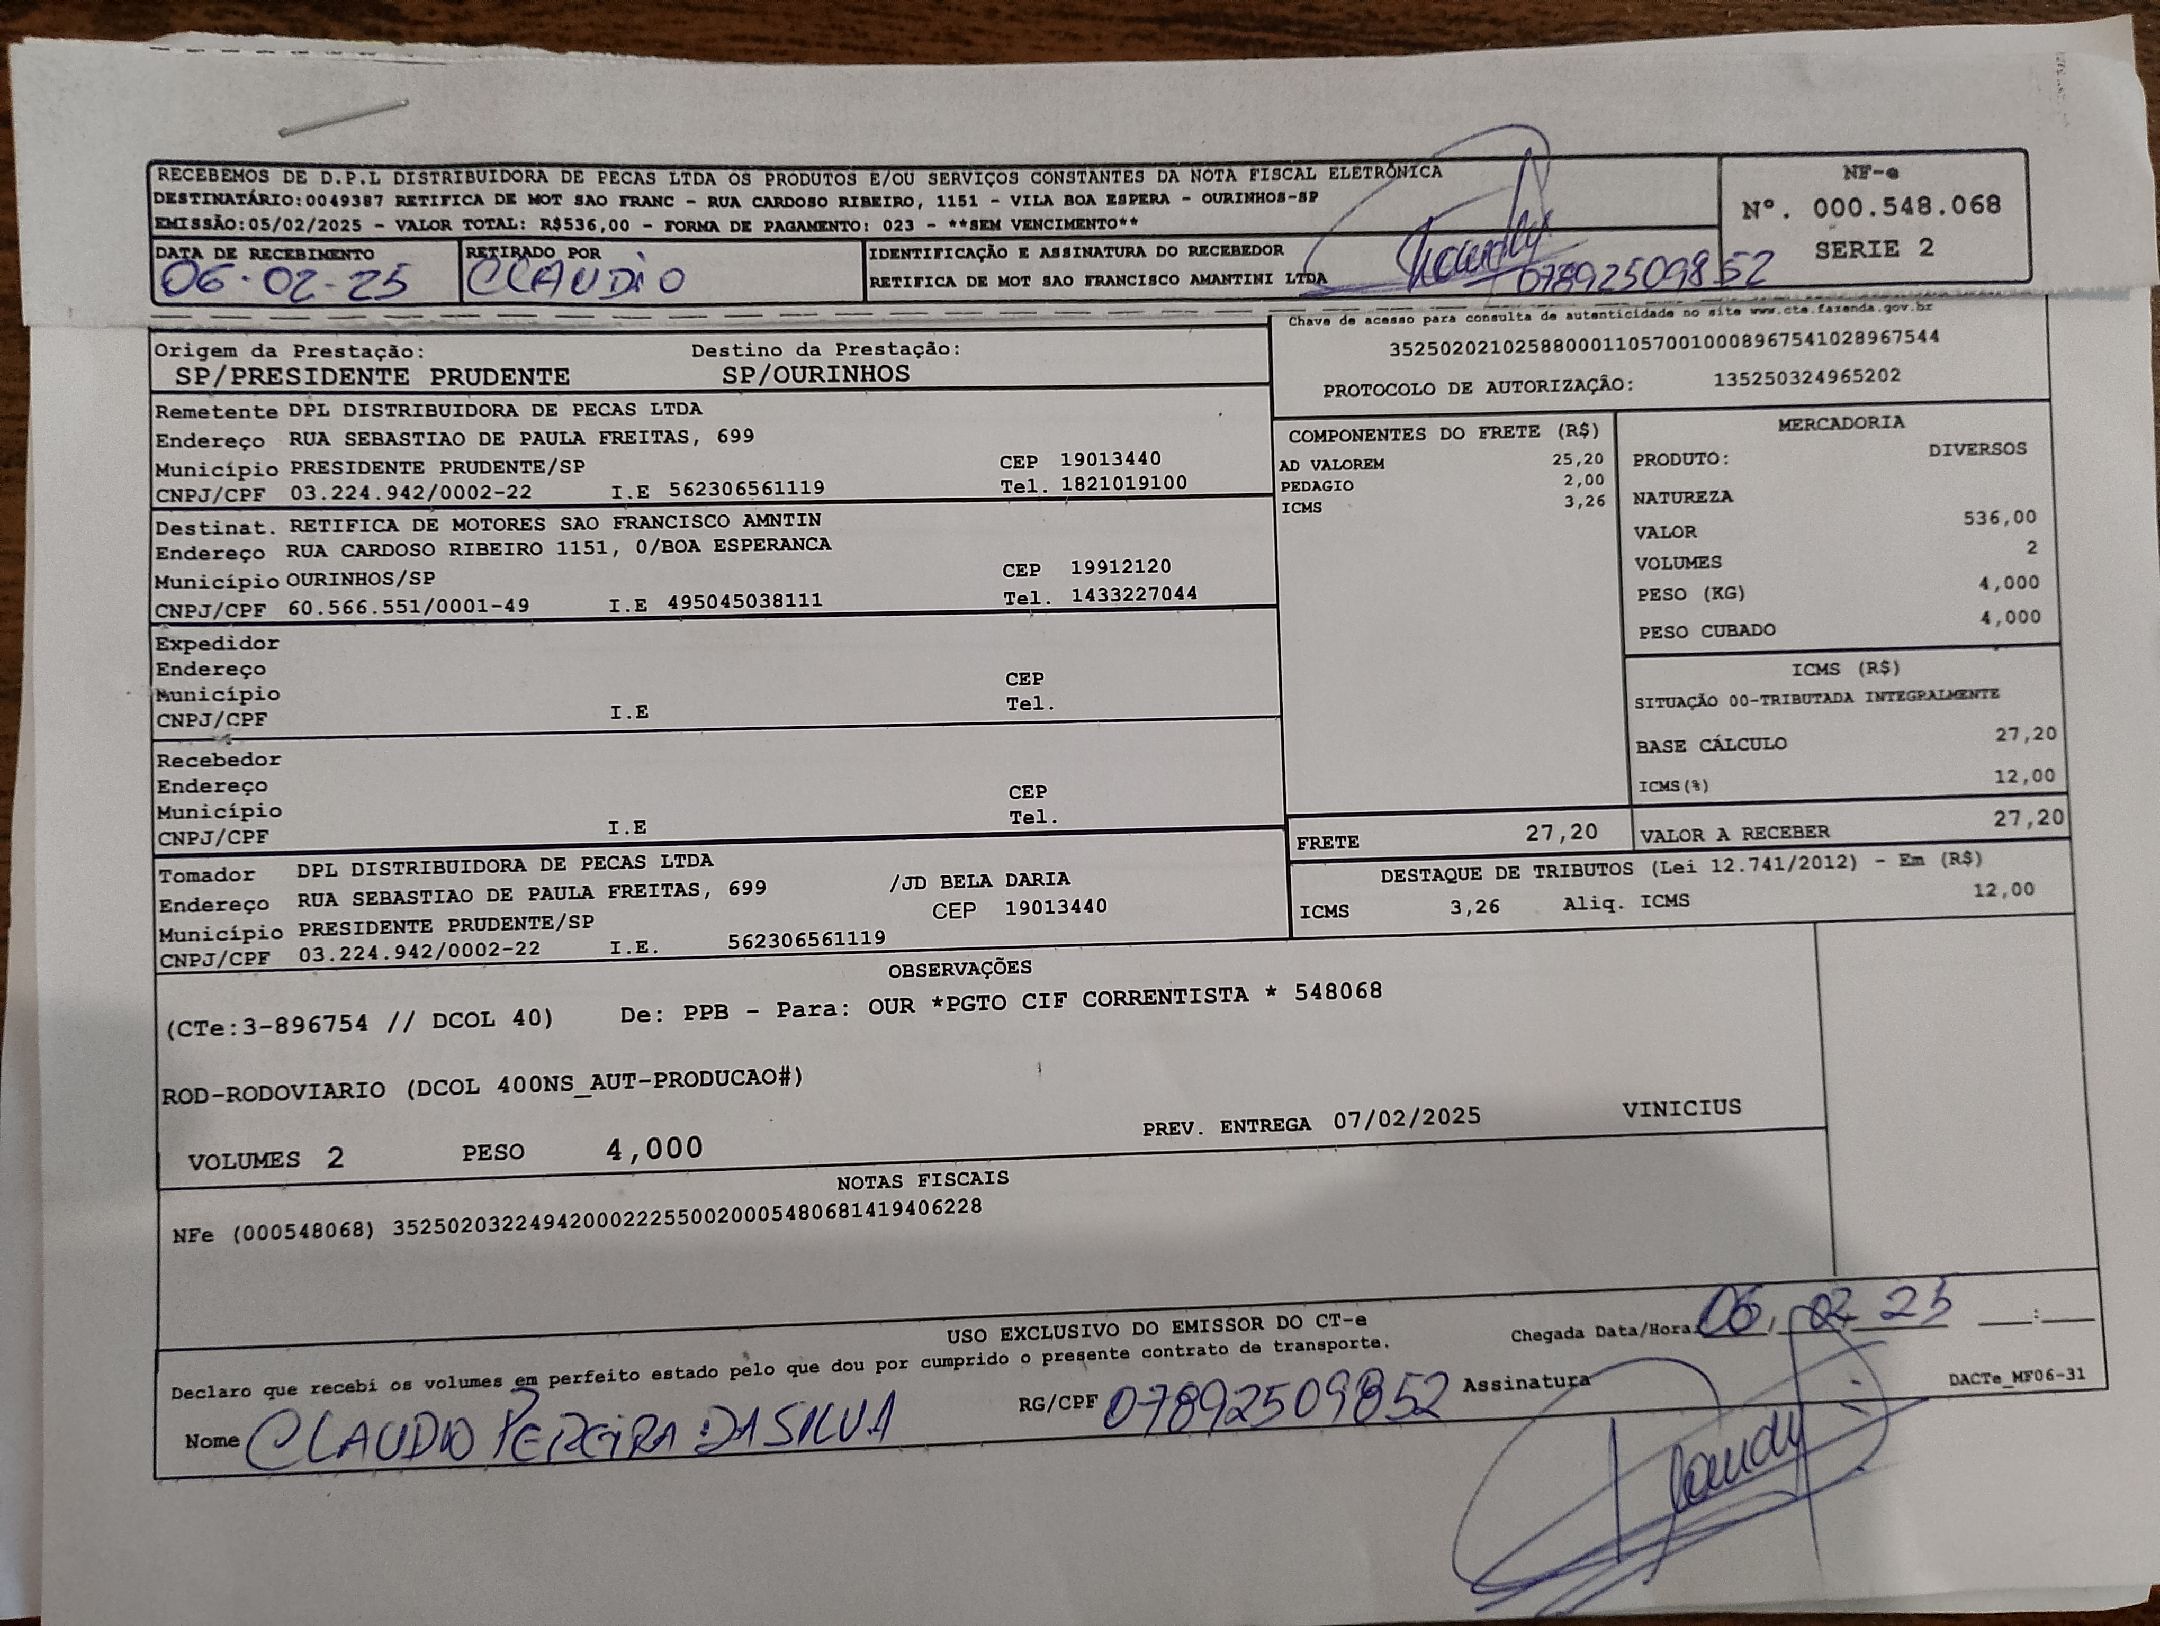 RECEBEMOS DE D.P.L DISTRIBUIDORA DE PECAS LTDA OS PRODUTOS E/OU SERVIÇOS CONSTANTES DA NOTA FISCAL ELETRÔNICA
DESTINATÁRIO:0049387 RETIFICA DE MOT SAO FRANC - RUA CARDOSO RIBEIRO, 1151 - VILA BOA ESPERA - OURINHOS-SP
EMISSÃO:05/02/2025 - VALOR TOTAL: R$536,00 - FORMA DE PAGAMENTO: 023 - **SEM VENCIMENTO**
NF-e
Nº. 000.548.068
SERIE 2
DATA DE RECEBIMENTO
06-02-25
RETIRADO POR
CLAUDIO
IDENTIFICAÇÃO E ASSINATURA DO RECEBEDOR
RETIFICA DE MOT SAO FRANCISCO AMANTINI LTDA
07892509852
Chave de acesso para consulta de autenticidade no site www.cte.fazenda.gov.br
35250202102588000110570010008967541028967544
PROTOCOLO DE AUTORIZAÇÃO: 135250324965202
Origem da Prestação: Destino da Prestação:
SP/PRESIDENTE PRUDENTE SP/OURINHOS
Remetente DPL DISTRIBUIDORA DE PECAS LTDA
Endereço RUA SEBASTIAO DE PAULA FREITAS, 699
Município PRESIDENTE PRUDENTE/SP CEP 19013440
CNPJ/CPF 03.224.942/0002-22 I.E 562306561119 Tel. 1821019100
Destinat. RETIFICA DE MOTORES SAO FRANCISCO AMNTIN
Endereço RUA CARDOSO RIBEIRO 1151, 0/BOA ESPERANCA
Município OURINHOS/SP CEP 19912120
CNPJ/CPF 60.566.551/0001-49 I.E 495045038111 Tel. 1433227044
Expedidor
Endereço
Município CEP
CNPJ/CPF I.E Tel.
Recebedor
Endereço
Município CEP
CNPJ/CPF I.E Tel.
Tomador DPL DISTRIBUIDORA DE PECAS LTDA
Endereço RUA SEBASTIAO DE PAULA FREITAS, 699 /JD BELA DARIA
Município PRESIDENTE PRUDENTE/SP CEP 19013440
CNPJ/CPF 03.224.942/0002-22 I.E. 562306561119
COMPONENTES DO FRETE (R$)
AD VALOREM 25,20
PEDAGIO 2,00
ICMS 3,26
MERCADORIA
PRODUTO: DIVERSOS
NATUREZA
VALOR 536,00
VOLUMES 2
PESO (KG) 4,000
PESO CUBADO 4,000
ICMS (R$)
SITUAÇÃO 00-TRIBUTADA INTEGRALMENTE
BASE CÁLCULO 27,20
ICMS(%) 12,00
FRETE 27,20 VALOR A RECEBER 27,20
DESTAQUE DE TRIBUTOS (Lei 12.741/2012) - Em (R$)
ICMS 3,26 Aliq. ICMS 12,00
OBSERVAÇÕES
(CTe:3-896754 // DCOL 40) De: PPB - Para: OUR *PGTO CIF CORRENTISTA * 548068
ROD-RODOVIARIO (DCOL 400NS_AUT-PRODUCAO#)
VOLUMES 2 PESO 4,000 PREV. ENTREGA 07/02/2025 VINICIUS
NOTAS FISCAIS
NFe (000548068) 35250203224942000222550020005480681419406228
USO EXCLUSIVO DO EMISSOR DO CT-e
Chegada Data/Hora 06, 02 25 __:__
Declaro que recebi os volumes em perfeito estado pelo que dou por cumprido o presente contrato de transporte.
Nome CLAUDIO PEREIRA DA SILVA RG/CPF 07892509852 Assinatura
DACTe_MF06-31